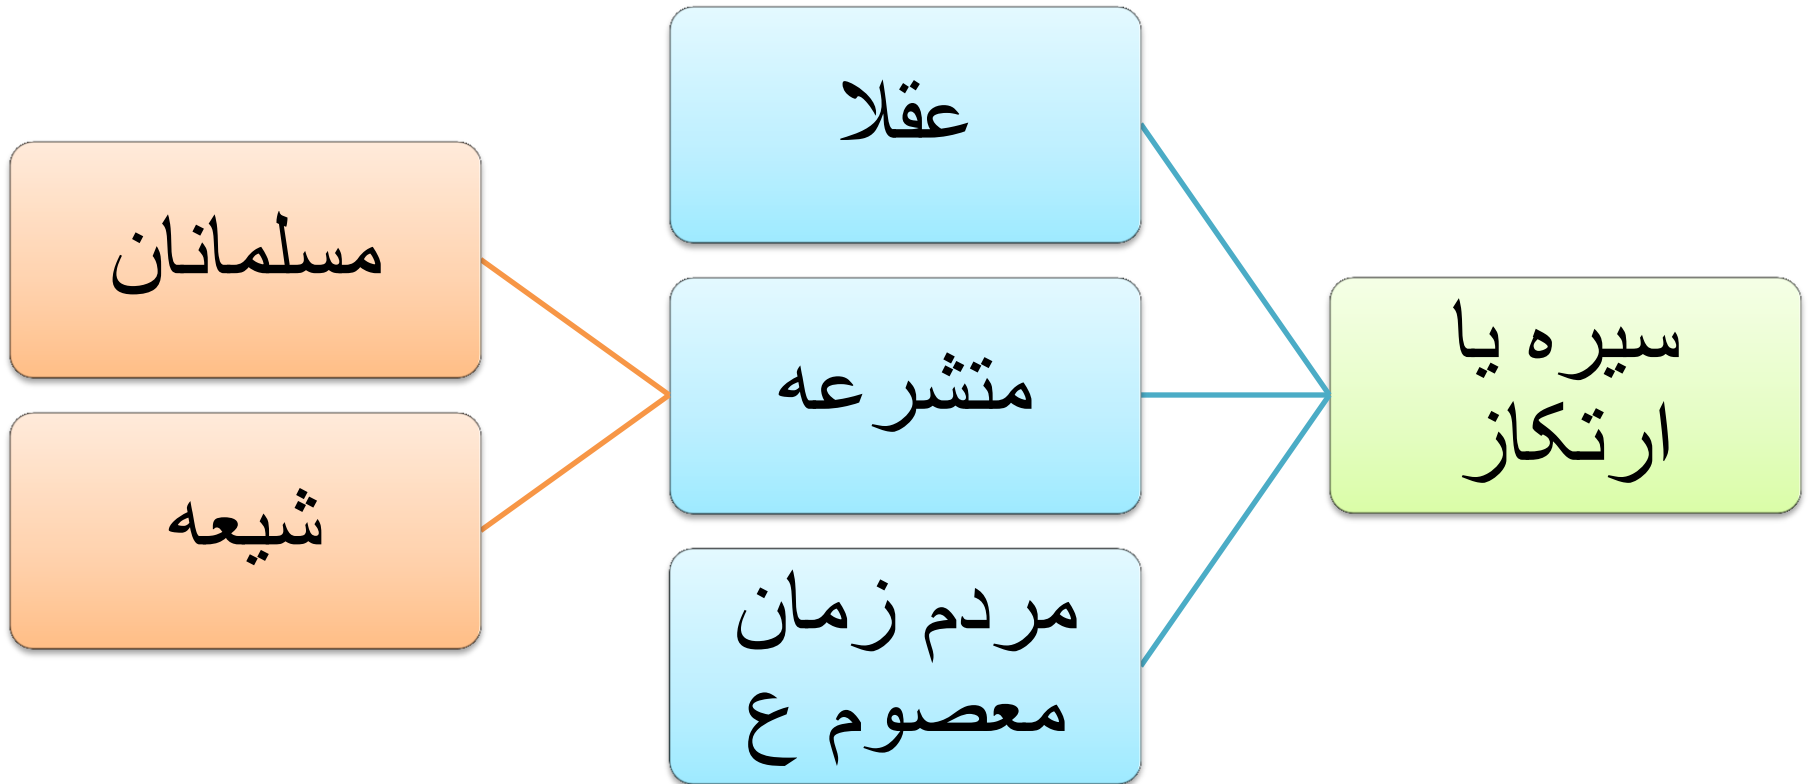 سیره یا
ارتکاز
عقلا
متشرعه
مردم زمان
معصوم ع
مسلمانان
شیعه